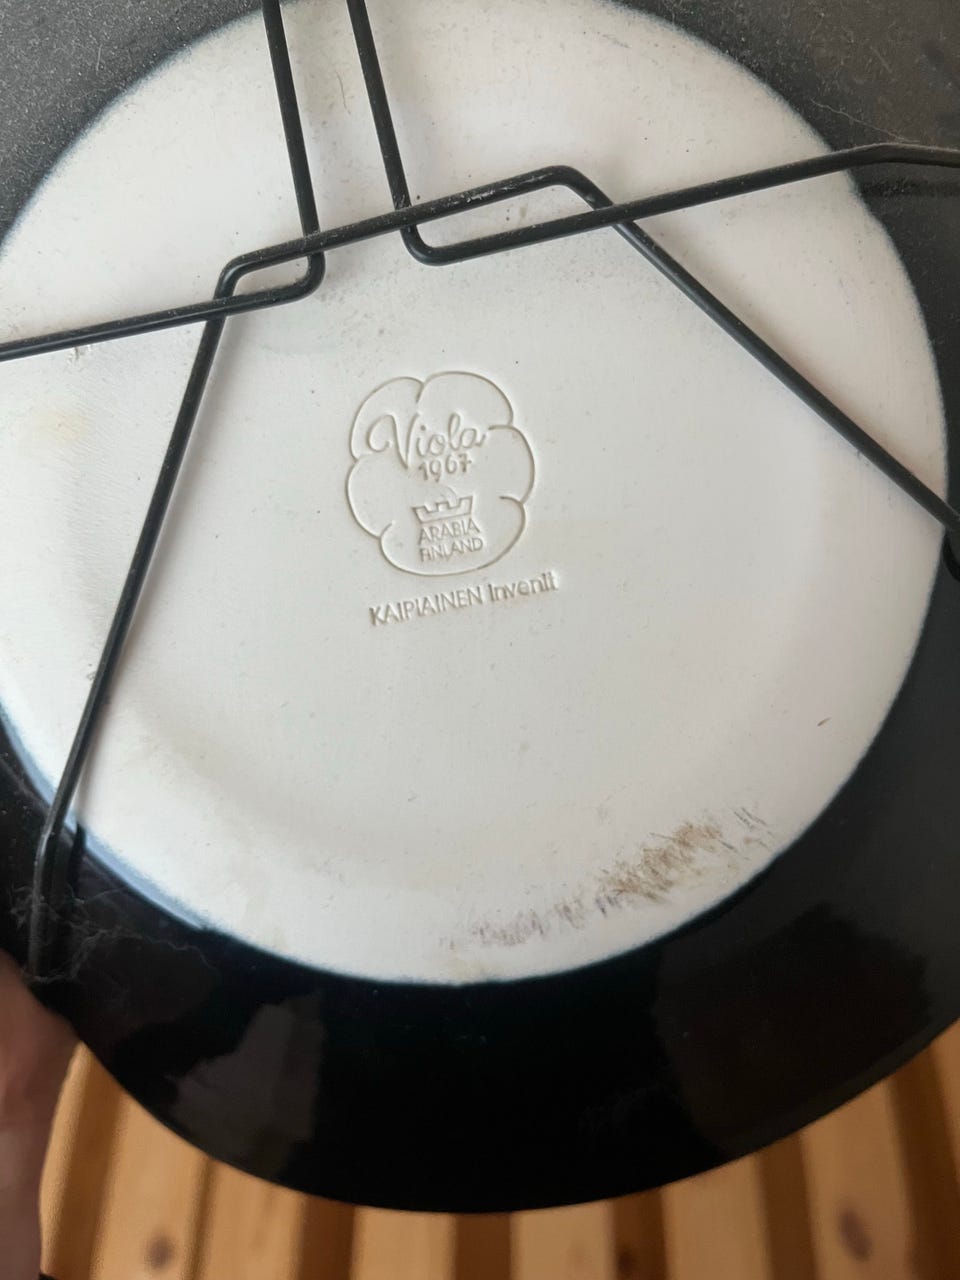 Viola
1967
ARABIA
FINLAND
KAIPIAINEN invenit